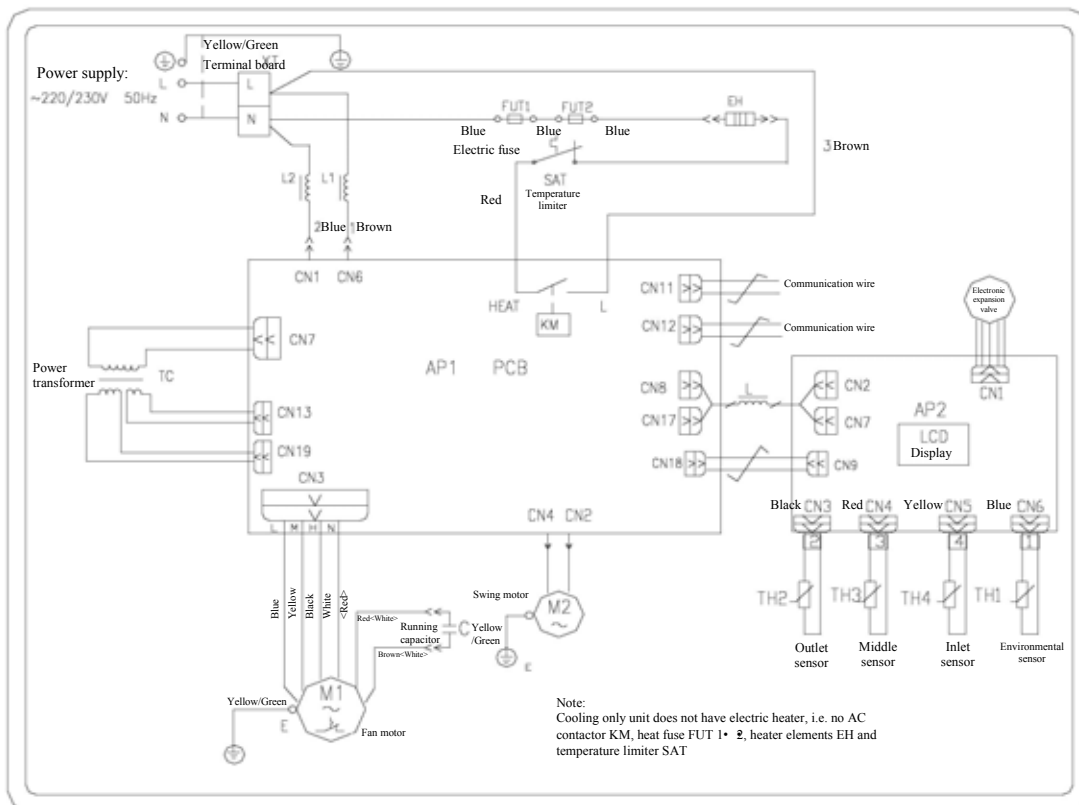 Yellow/Green
Terminal board
XT
Power supply:
~220/230V 50Hz
L
N
L
N
FUT1
FUT2
EH
Blue
Blue
Blue
Electric fuse
SAT
Temperature
limiter
Red
3 Brown
L2
L1
2 Blue
1 Brown
CN1
CN6
HEAT
L
KM
CN11
Communication wire
CN12
Communication wire
Electronic
expansion
valve
CN7
Power
transformer
TC
AP1 PCB
CN8
L
CN2
CN1
CN13
CN17
CN7
AP2
LCD
Display
CN19
CN18
CN9
CN3
L M H N
CN4
CN2
Black CN3
Red CN4
Yellow CN5
Blue CN6
2
3
4
1
Blue
Yellow
Black
White
<Red>
Red<White>
Running
capacitor
C
Brown<White>
Swing motor
M2
~
Yellow
/Green
E
TH2
TH3
TH4
TH1
Outlet
sensor
Middle
sensor
Inlet
sensor
Environmental
sensor
Yellow/Green
E
M1
~
Fan motor
Note:
Cooling only unit does not have electric heater, i.e. no AC
contactor KM, heat fuse FUT 1• 2, heater elements EH and
temperature limiter SAT